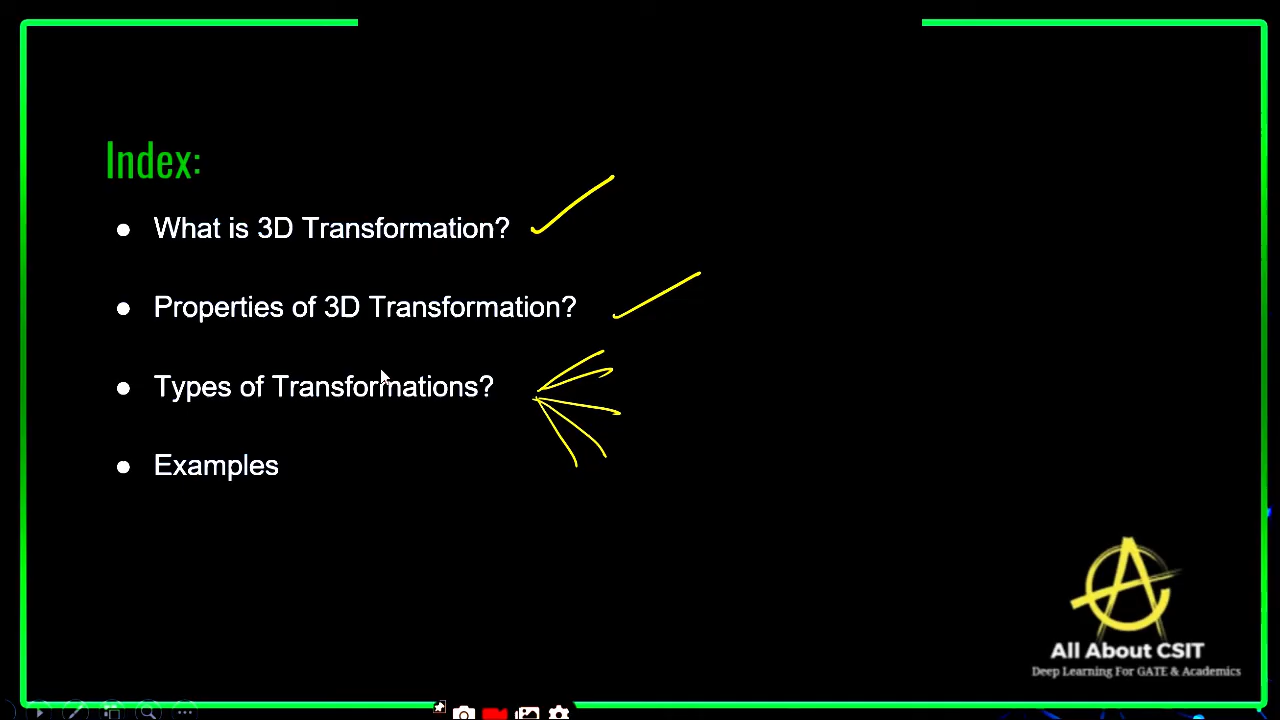 Index:
● What is 3D Transformation?
● Properties of 3D Transformation?
● Types of Transformations?
● Examples
All About CSIT
Deep Learning For GATE & Academics